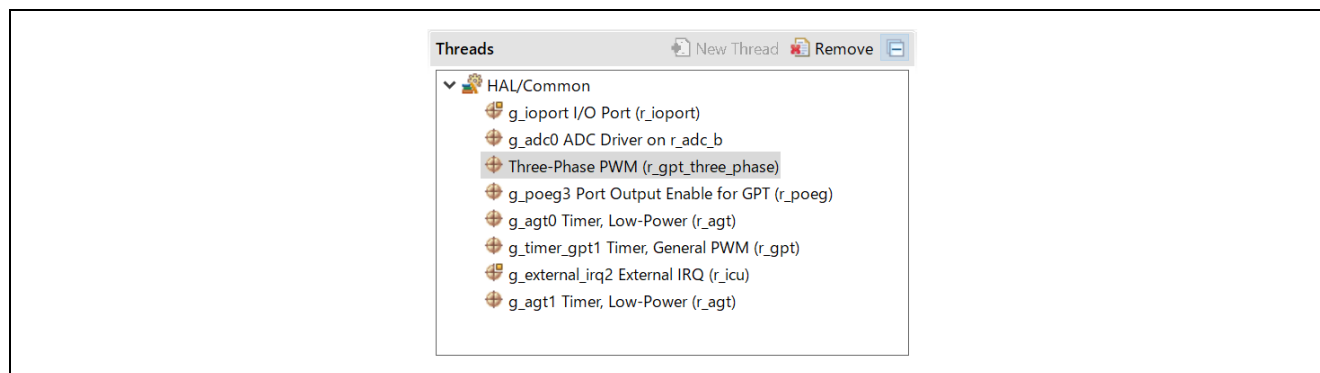 Threads New Thread Remove
HAL/Common
g_ioport I/O Port (r_ioport)
g_adc0 ADC Driver on r_adc_b
Three-Phase PWM (r_gpt_three_phase)
g_poeg3 Port Output Enable for GPT (r_poeg)
g_agt0 Timer, Low-Power (r_agt)
g_timer_gpt1 Timer, General PWM (r_gpt)
g_external_irq2 External IRQ (r_icu)
g_agt1 Timer, Low-Power (r_agt)